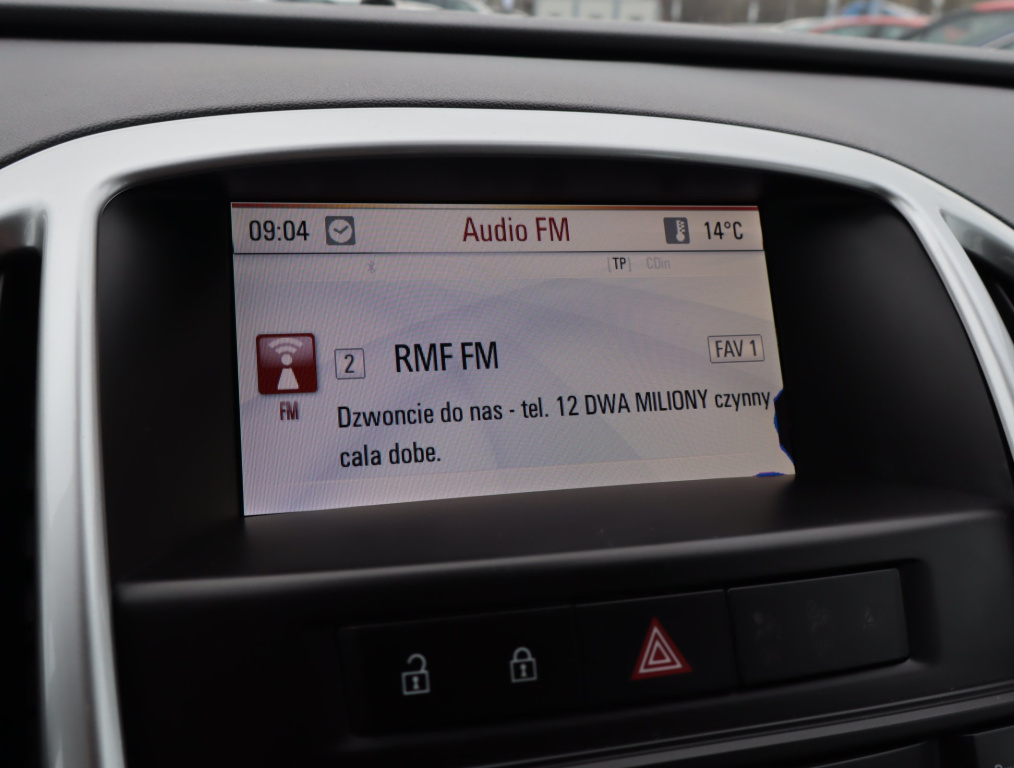 09:04 Audio FM 14°C
[TP] CDin
2 RMF FM FAV 1
FM
Dzwoncie do nas - tel. 12 DWA MILIONY czynny
cala dobe.